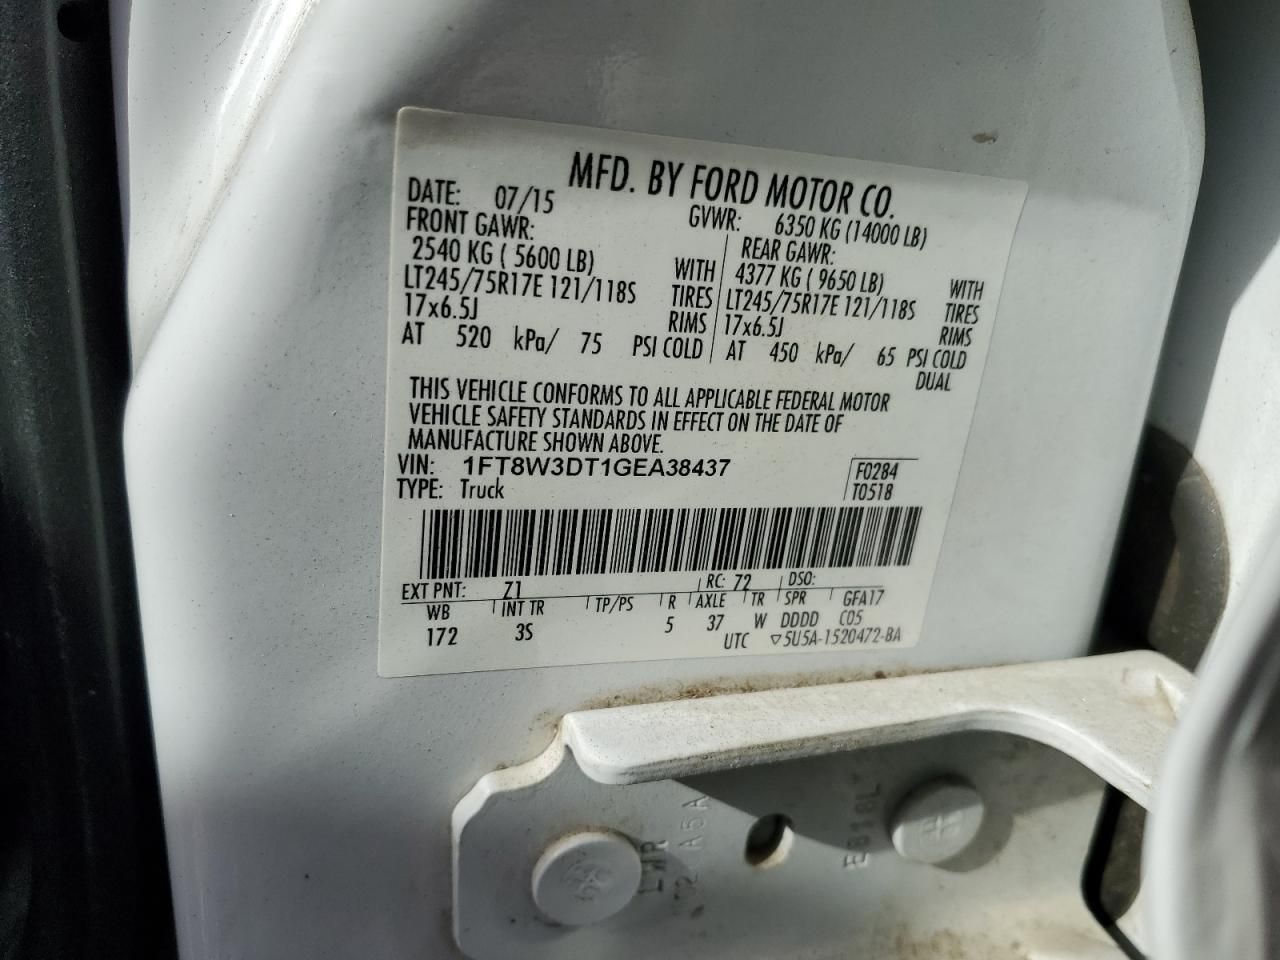 MFD. BY FORD MOTOR CO.
DATE: 07/15 GVWR: 6350 KG (14000 LB)
FRONT GAWR: REAR GAWR:
2540 KG ( 5600 LB) WITH 4377 KG ( 9650 LB) WITH
LT245/75R17E 121/118S TIRES LT245/75R17E 121/118S TIRES
17x6.5J RIMS 17x6.5J RIMS
AT 520 kPa/ 75 PSI COLD AT 450 kPa/ 65 PSI COLD
DUAL
THIS VEHICLE CONFORMS TO ALL APPLICABLE FEDERAL MOTOR
VEHICLE SAFETY STANDARDS IN EFFECT ON THE DATE OF
MANUFACTURE SHOWN ABOVE.
VIN: 1FT8W3DT1GEA38437 F0284
TYPE: Truck T0518
EXT PNT: Z1 RC: 72 DSO:
WB INT TR TP/PS R AXLE TR SPR GFA17
172 3S 5 37 W DDDD C05
UTC ▽5U5A-1520472-BA
LWR